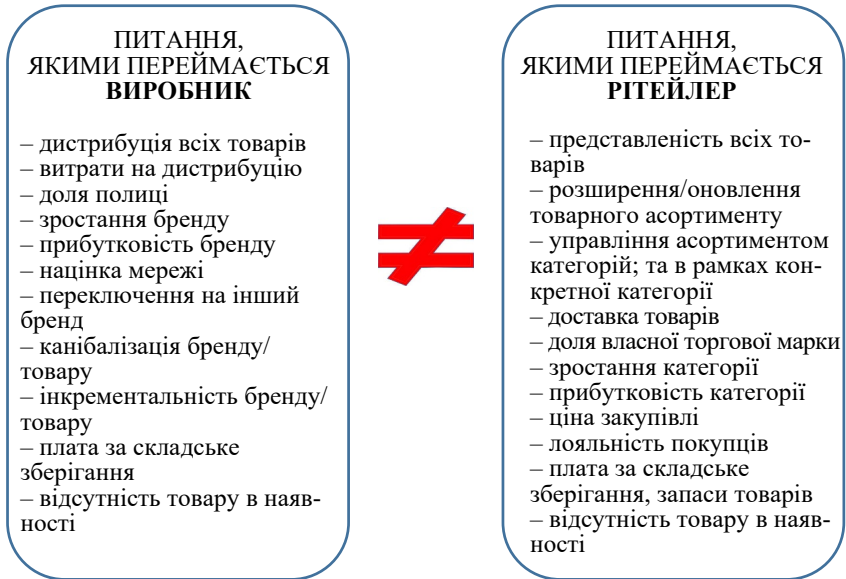 ПИТАННЯ,
ЯКИМИ ПЕРЕЙМАЄТЬСЯ
ВИРОБНИК
– дистрибуція всіх товарів
– витрати на дистрибуцію
– доля полиці
– зростання бренду
– прибутковість бренду
– націнка мережі
– переключення на інший
бренд
– канібалізація бренду/
товару
– інкрементальність бренду/
товару
– плата за складське
зберігання
– відсутність товару в наяв-
ності
≠
ПИТАННЯ,
ЯКИМИ ПЕРЕЙМАЄТЬСЯ
РІТЕЙЛЕР
– представленість всіх то-
варів
– розширення/оновлення
товарного асортименту
– управління асортиментом
категорій; та в рамках кон-
кретної категорії
– доставка товарів
– доля власної торгової марки
– зростання категорії
– прибутковість категорії
– ціна закупівлі
– лояльність покупців
– плата за складське
зберігання, запаси товарів
– відсутність товару в наяв-
ності